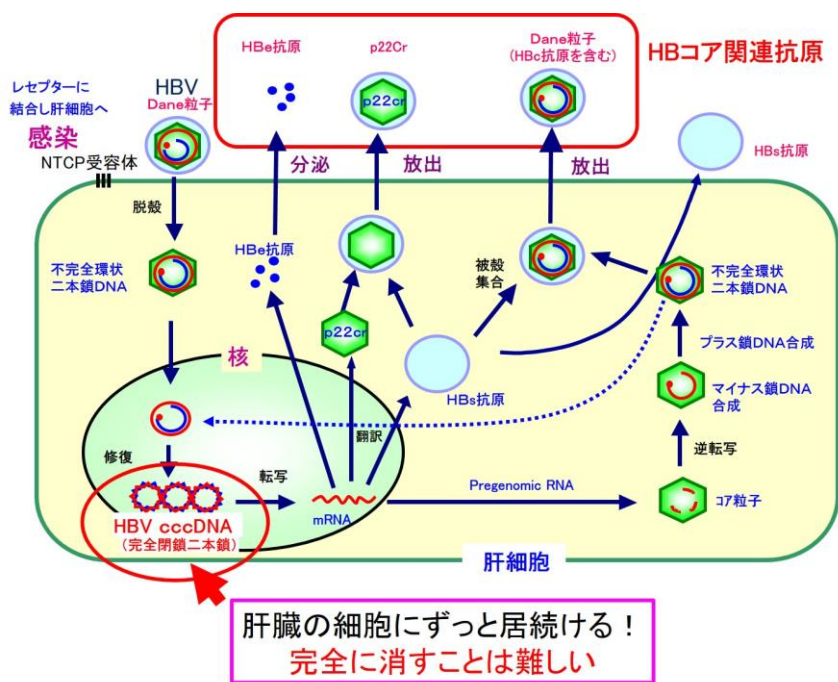 HBe抗原
p22Cr
Dane粒子
(HBc抗原を含む)
HBコア関連抗原
レセプターに
結合し肝細胞へ
感染
HBV
Dane粒子
NTCP受容体
p22cr
HBs抗原
分泌
放出
放出
脱殻
HBe抗原
不完全環状
二本鎖DNA
被殻
集合
不完全環状
二本鎖DNA
p22cr
HBs抗原
プラス鎖DNA合成
マイナス鎖DNA
合成
核
翻訳
逆転写
修復
転写
mRNA
Pregenomic RNA
コア粒子
HBV cccDNA
(完全閉鎖二本鎖)
肝細胞
肝臓の細胞にずっと居続ける！
完全に消すことは難しい